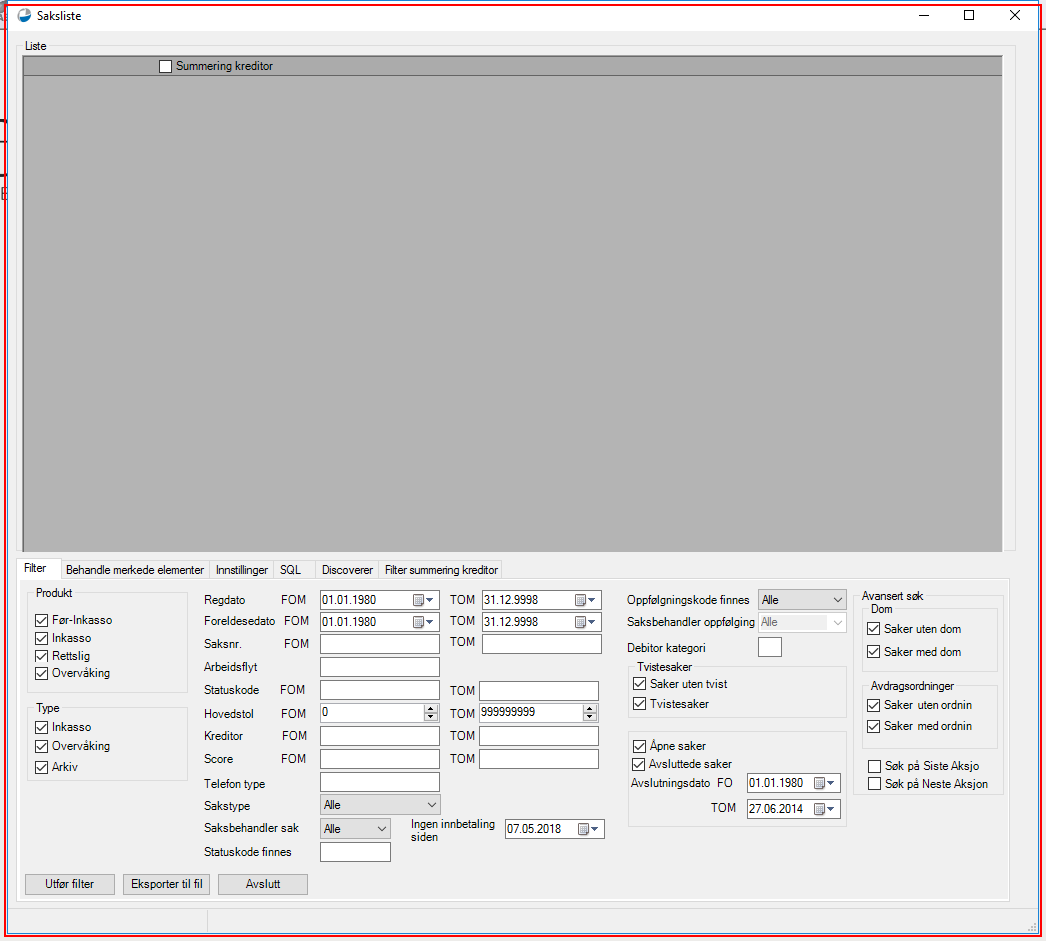 Saksliste
Liste
Summering kreditor
Filter Behandle merkede elementer Innstillinger SQL Discoverer Filter summering kreditor
Produkt
Før-Inkasso
Inkasso
Rettslig
Overvåking
Type
Inkasso
Overvåking
Arkiv
Regdato FOM 01.01.1980 TOM 31.12.9998
Foreldesedato FOM 01.01.1980 TOM 31.12.9998
Saksnr. FOM TOM
Arbeidsflyt
Statuskode FOM TOM
Hovedstol FOM 0 TOM 999999999
Kreditor FOM TOM
Score FOM TOM
Telefon type
Sakstype Alle
Saksbehandler sak Alle Ingen innbetaling
siden 07.05.2018
Statuskode finnes
Oppfølgningskode finnes Alle
Saksbehandler oppfølging Alle
Debitor kategori
Tvistesaker
Saker uten tvist
Tvistesaker
Åpne saker
Avsluttede saker
Avslutningsdato FO 01.01.1980
TOM 27.06.2014
Avansert søk
Dom
Saker uten dom
Saker med dom
Avdragsordninger
Saker uten ordnin
Saker med ordnin
Søk på Siste Aksjo
Søk på Neste Aksjon
Utfør filter Eksporter til fil Avslutt